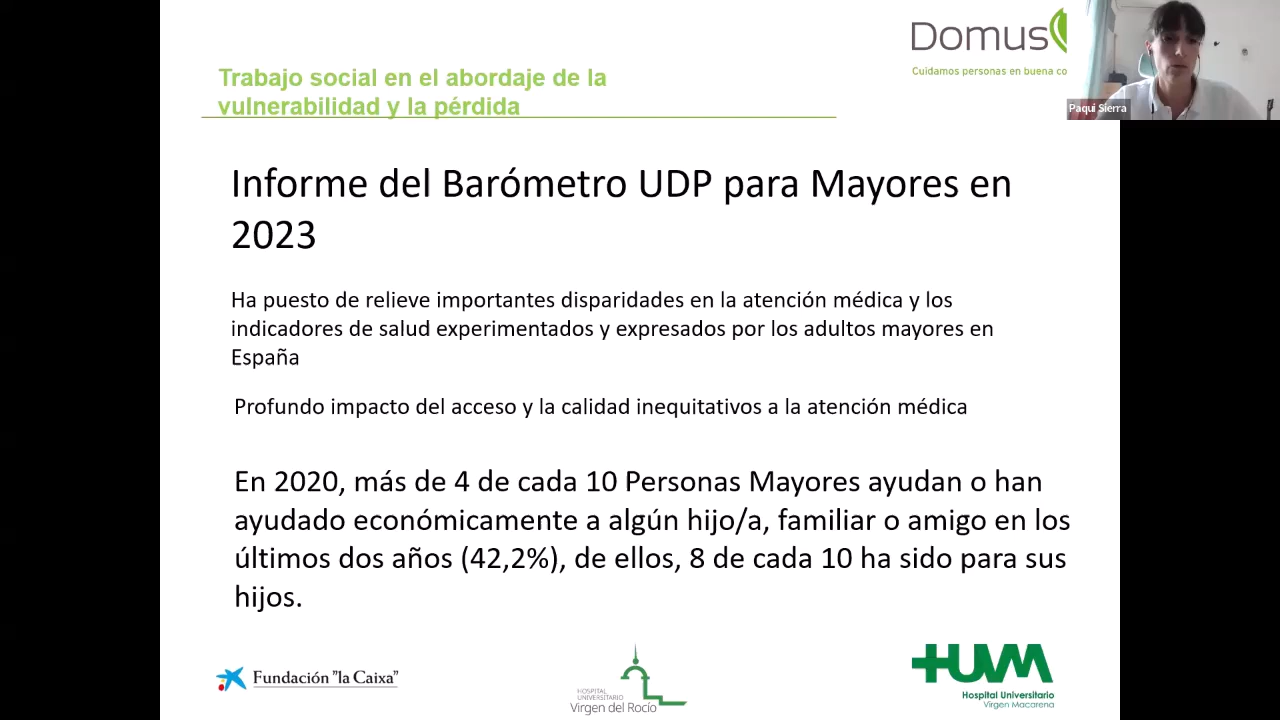 Domus
Cuidamos personas en buena co
Paqui Sierra
Trabajo social en el abordaje de la
vulnerabilidad y la pérdida
Informe del Barómetro UDP para Mayores en
2023
Ha puesto de relieve importantes disparidades en la atención médica y los
indicadores de salud experimentados y expresados por los adultos mayores en
España
Profundo impacto del acceso y la calidad inequitativos a la atención médica
En 2020, más de 4 de cada 10 Personas Mayores ayudan o han
ayudado económicamente a algún hijo/a, familiar o amigo en los
últimos dos años (42,2%), de ellos, 8 de cada 10 ha sido para sus
hijos.
Fundación "la Caixa"
HOSPITAL
UNIVERSITARIO
Virgen del Rocío
HUVM
Hospital Universitario
Virgen Macarena